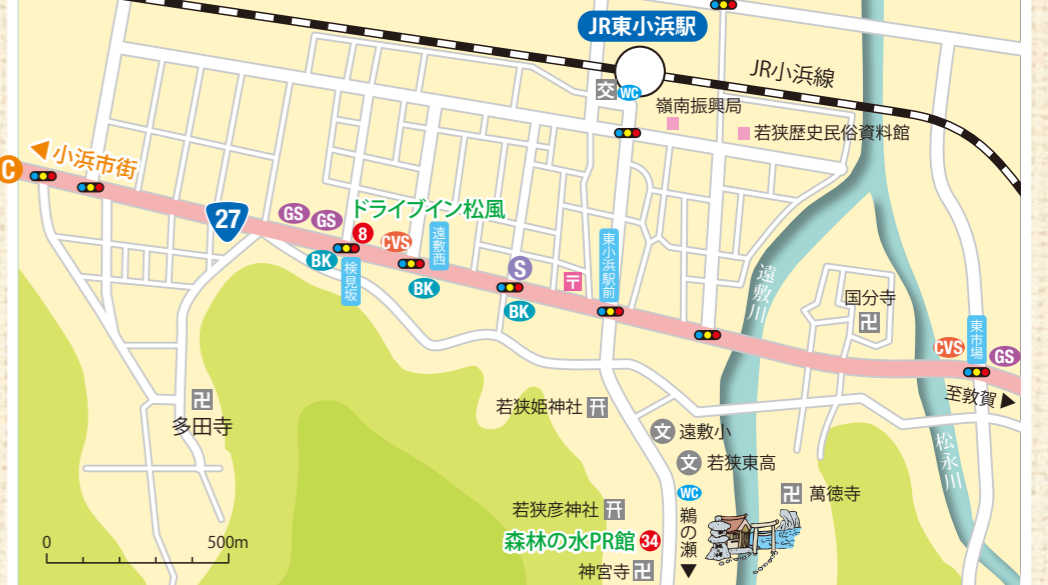 JR東小浜駅
JR小浜線
交
WC
嶺南振興局
若狭歴史民俗資料館
C
小浜市街
27
GS
GS
ドライブイン松風
8
CVS
BK
検見坂
遠敷西
BK
S
BK
〒
東小浜駅前
遠敷川
国分寺
卍
東市場
CVS
GS
至敦賀
松永川
卍
多田寺
若狭姫神社
文 遠敷小
文 若狭東高
WC
卍 萬徳寺
若狭彦神社
鵜の瀬
森林の水PR館 34
神宮寺 卍
0 500m